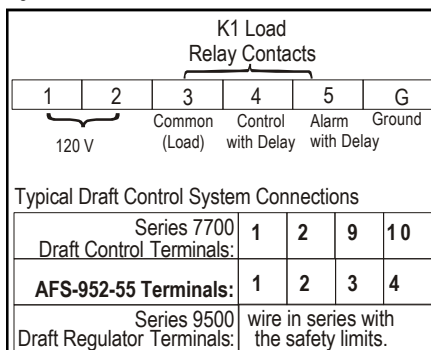 K1 Load
Relay Contacts
1 2 3 4 5 G
120 V
Common
(Load)
Control
with Delay
Alarm
with Delay
Ground
Typical Draft Control System Connections
Series 7700
Draft Control Terminals:
1 2 9 10
AFS-952-55 Terminals: 1 2 3 4
Series 9500
Draft Regulator Terminals:
wire in series with
the safety limits.